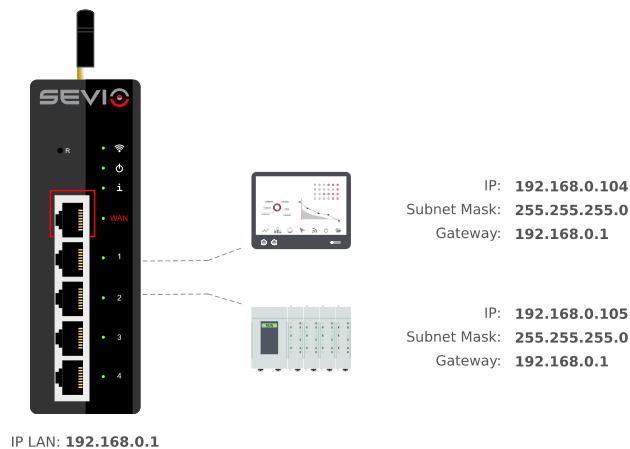 SEVIO
R
WAN
1
2
3
4
IP LAN: 192.168.0.1
IP: 192.168.0.104
Subnet Mask: 255.255.255.0
Gateway: 192.168.0.1
IP: 192.168.0.105
Subnet Mask: 255.255.255.0
Gateway: 192.168.0.1